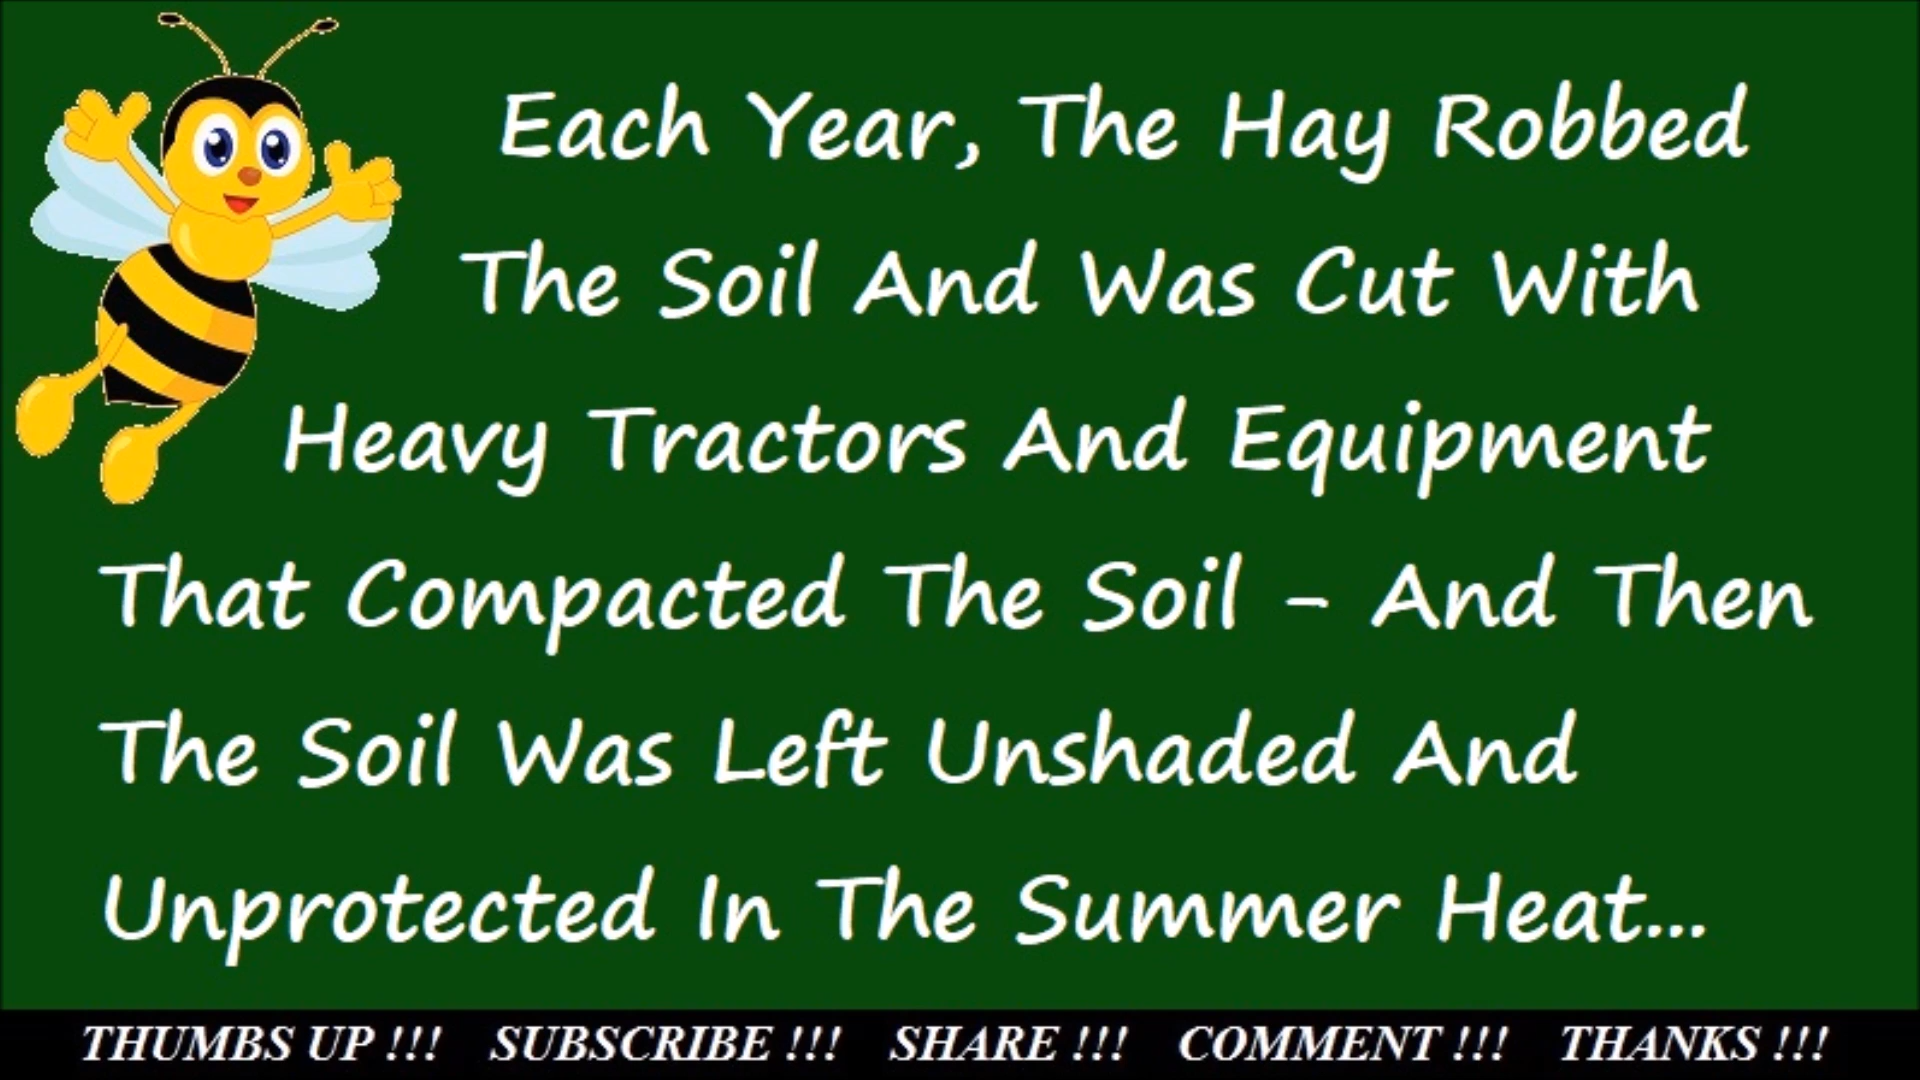 Each Year, The Hay Robbed
The Soil And Was Cut With
Heavy Tractors And Equipment
That Compacted The Soil - And Then
The Soil Was Left Unshaded And
Unprotected In The Summer Heat...
THUMBS UP !!! SUBSCRIBE !!! SHARE !!! COMMENT !!! THANKS !!!